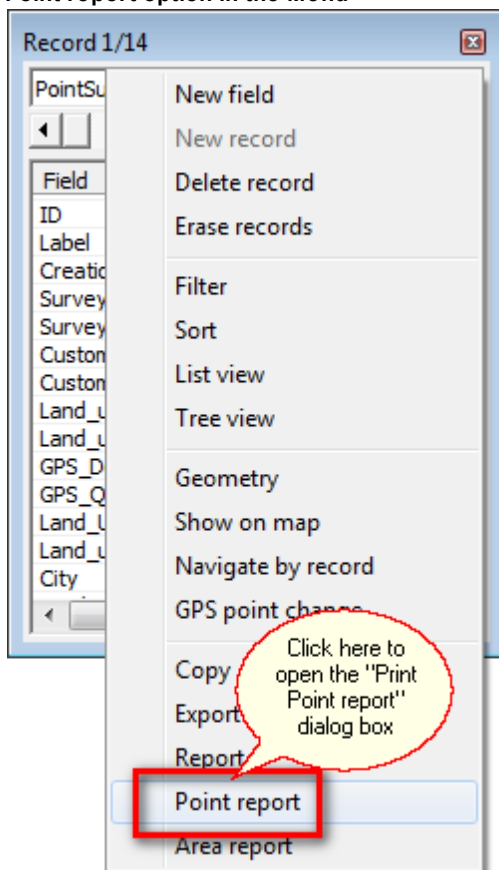 Point report option in the menu
Record 1/14
PointSu
New field
New record
Delete record
Erase records
Filter
Sort
List view
Tree view
Geometry
Show on map
Navigate by record
GPS point change
Copy
Export
Report
Point report
Area report
Field
ID
Label
Creatio
Survey
Survey
Custom
Custom
Land_u
Land_u
GPS_D
GPS_Q
Land_U
Land_u
City
Click here to
open the "Print
Point report"
dialog box